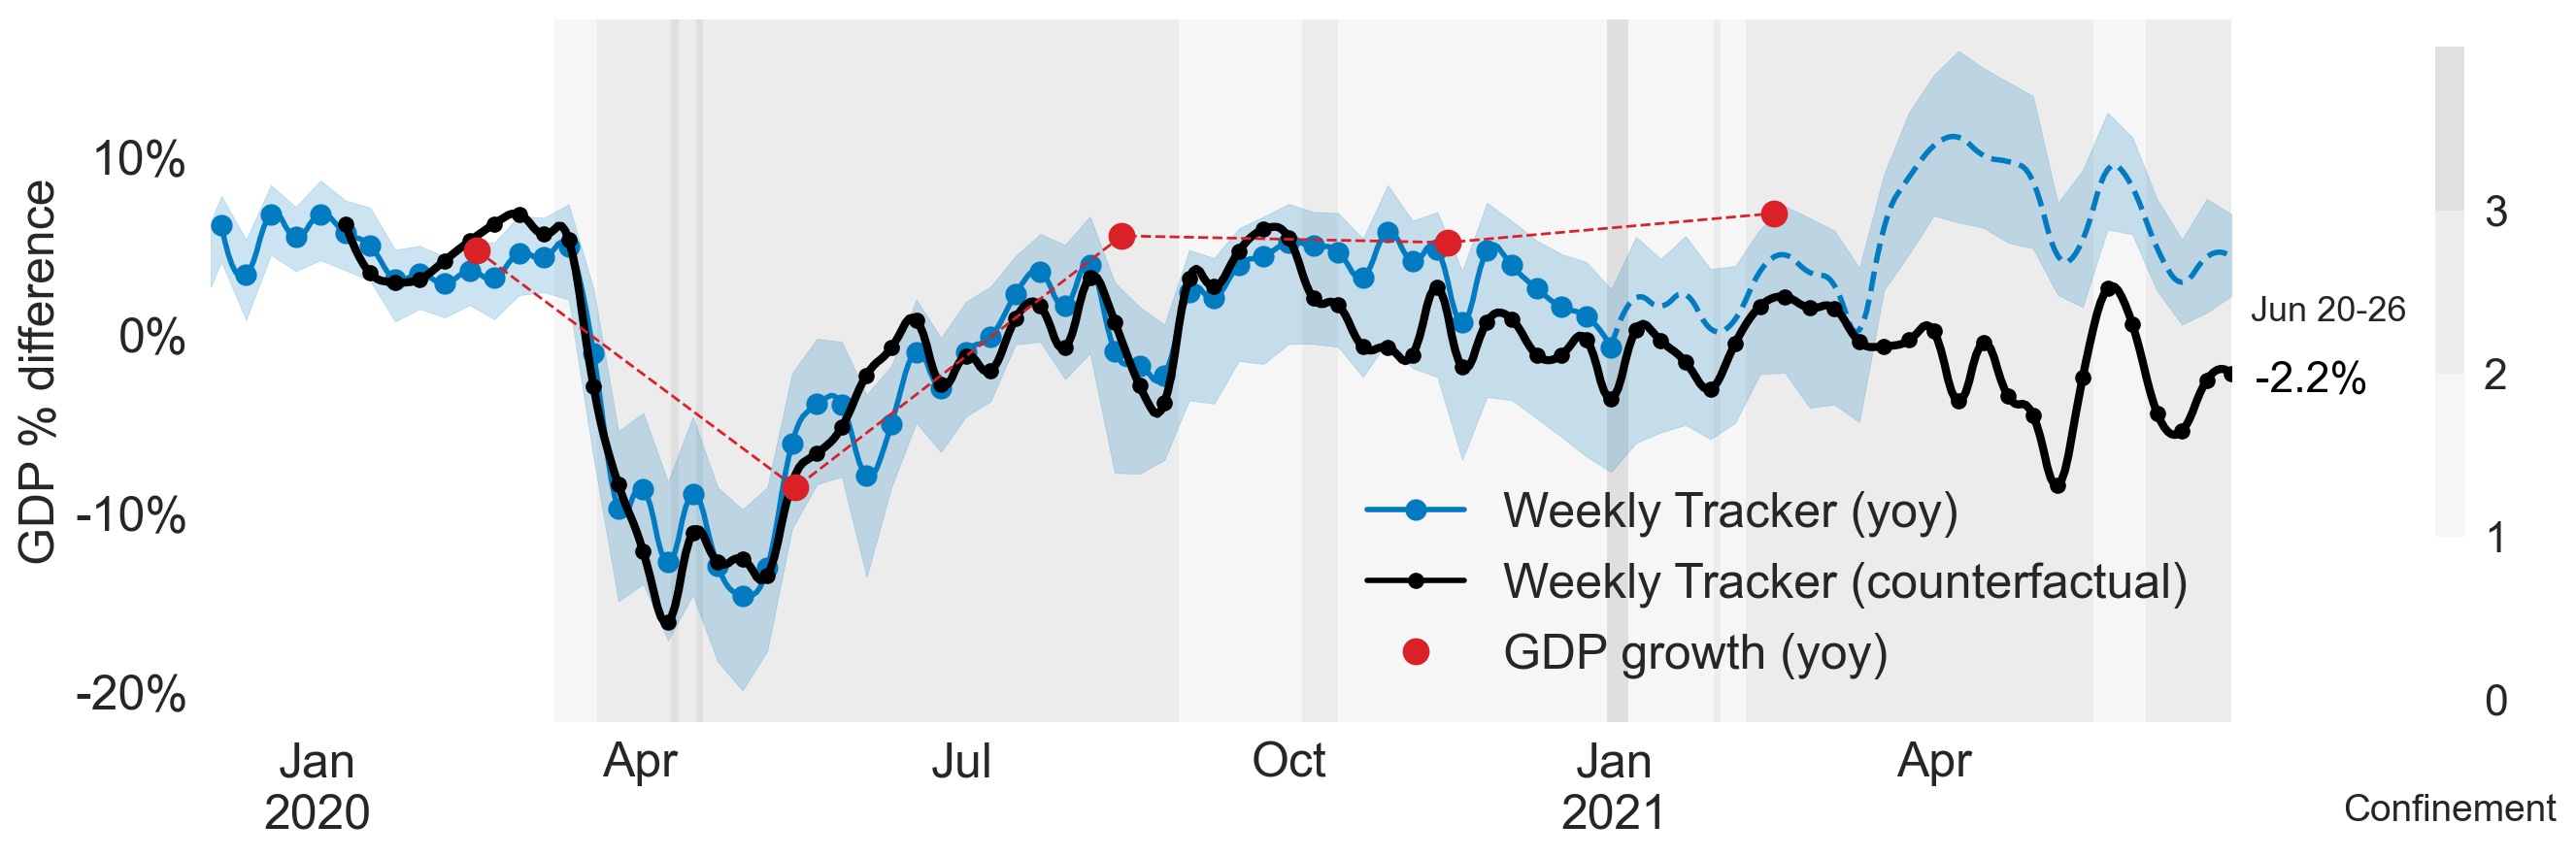 GDP % difference
10%
0%
-10%
-20%
Jan
2020
Apr
Jul
Oct
Jan
2021
Apr
Weekly Tracker (yoy)
Weekly Tracker (counterfactual)
GDP growth (yoy)
Jun 20-26
-2.2%
3
2
1
0
Confinement